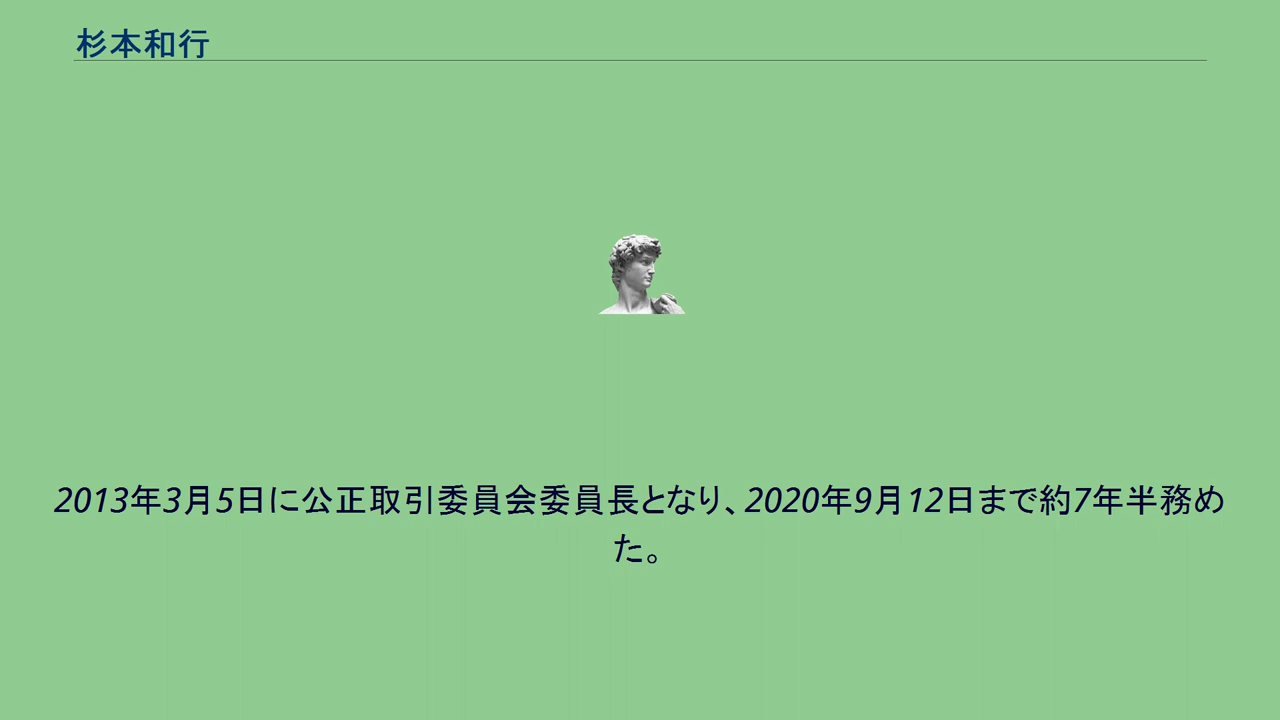 杉本和行
2013年3月5日に公正取引委員会委員長となり、2020年9月12日まで約7年半務め
た。